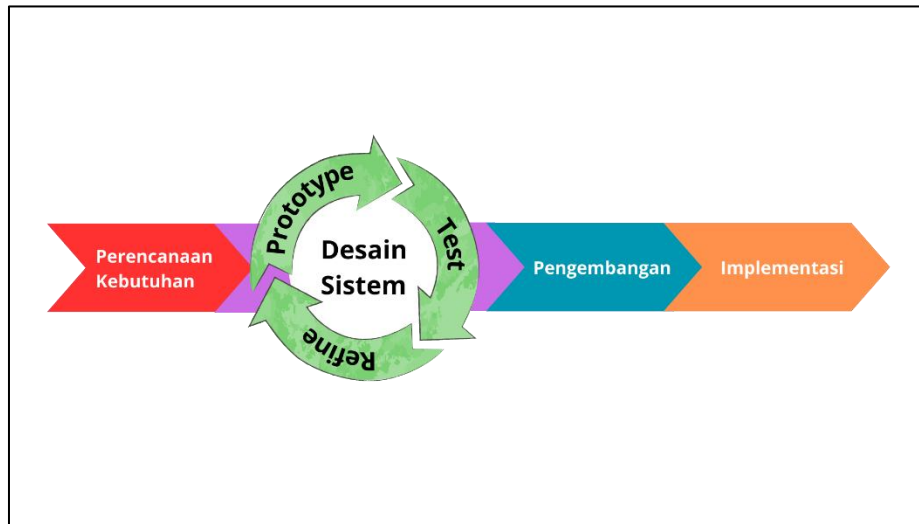 Perencanaan
Kebutuhan
Prototype
Test
Refine
Desain
Sistem
Pengembangan
Implementasi